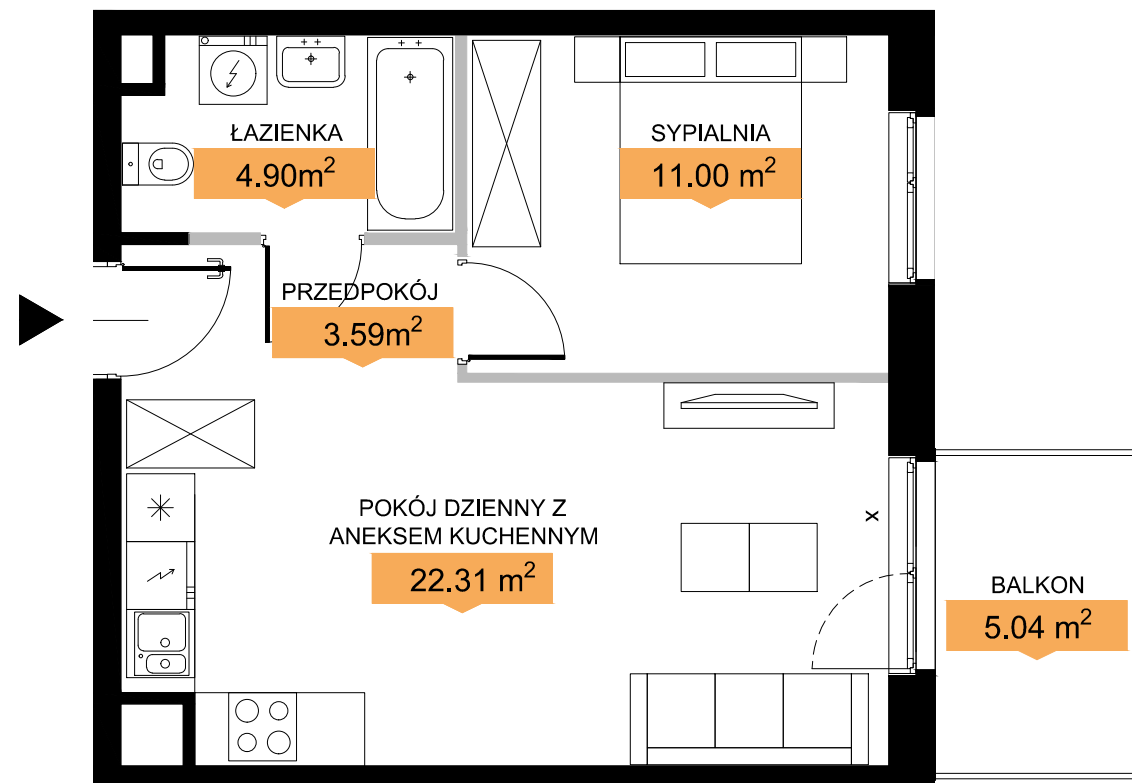 ŁAZIENKA
4.90m²
SYPIALNIA
11.00 m²
PRZEDPOKÓJ
3.59m²
POKÓJ DZIENNY Z
ANEKSEM KUCHENNYM
22.31 m²
x
BALKON
5.04 m²